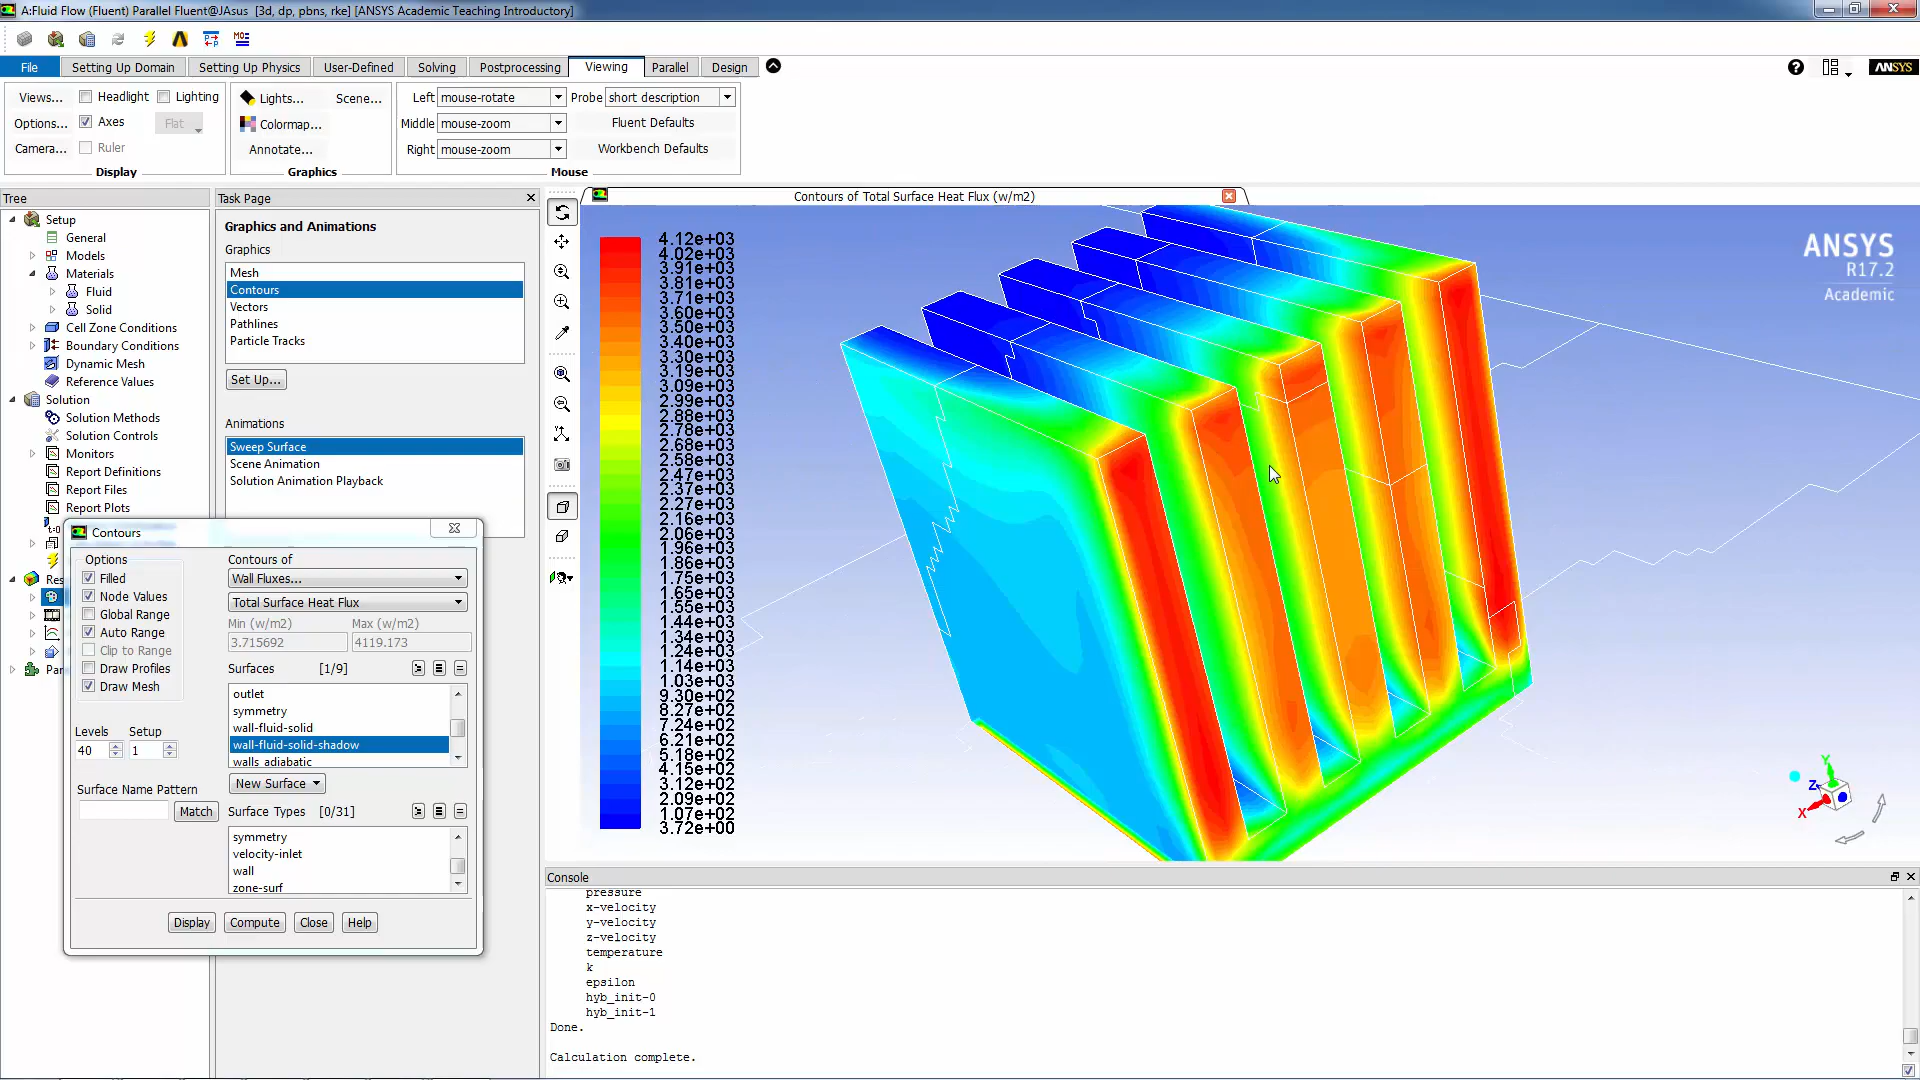 A:Fluid Flow (Fluent) Parallel Fluent@JAsus [3d, dp, pbns, rke] [ANSYS Academic Teaching Introductory]
File
Setting Up Domain
Setting Up Physics
User-Defined
Solving
Postprocessing
Viewing
Parallel
Design
ANSYS
Views...
Headlight
Lighting
Options...
Axes
Flat
Camera...
Ruler
Display
Lights...
Scene...
Colormap...
Annotate...
Graphics
Left mouse-rotate
Probe short description
Middle mouse-zoom
Fluent Defaults
Right mouse-zoom
Workbench Defaults
Mouse
Tree
Setup
General
Models
Materials
Fluid
Solid
Cell Zone Conditions
Boundary Conditions
Dynamic Mesh
Reference Values
Solution
Solution Methods
Solution Controls
Monitors
Report Definitions
Report Files
Report Plots
Res
Par
Task Page
Graphics and Animations
Graphics
Mesh
Contours
Vectors
Pathlines
Particle Tracks
Set Up...
Animations
Sweep Surface
Scene Animation
Solution Animation Playback
Contours
Options
Filled
Node Values
Global Range
Auto Range
Clip to Range
Draw Profiles
Draw Mesh
Levels
Setup
40
1
Surface Name Pattern
Match
Contours of
Wall Fluxes...
Total Surface Heat Flux
Min (w/m2)
Max (w/m2)
3.715692
4119.173
Surfaces [1/9]
outlet
symmetry
wall-fluid-solid
wall-fluid-solid-shadow
walls adiabatic
New Surface
Surface Types [0/31]
symmetry
velocity-inlet
wall
zone-surf
Display
Compute
Close
Help
Contours of Total Surface Heat Flux (w/m2)
4.12e+03
4.02e+03
3.91e+03
3.81e+03
3.71e+03
3.60e+03
3.50e+03
3.40e+03
3.30e+03
3.19e+03
3.09e+03
2.99e+03
2.88e+03
2.78e+03
2.68e+03
2.58e+03
2.47e+03
2.37e+03
2.27e+03
2.16e+03
2.06e+03
1.96e+03
1.86e+03
1.75e+03
1.65e+03
1.55e+03
1.44e+03
1.34e+03
1.24e+03
1.14e+03
1.03e+03
9.30e+02
8.27e+02
7.24e+02
6.21e+02
5.18e+02
4.15e+02
3.12e+02
2.09e+02
1.07e+02
3.72e+00
ANSYS
R17.2
Academic
Y
Z
X
Console
pressure
x-velocity
y-velocity
z-velocity
temperature
k
epsilon
hyb_init-0
hyb_init-1
Done.
Calculation complete.